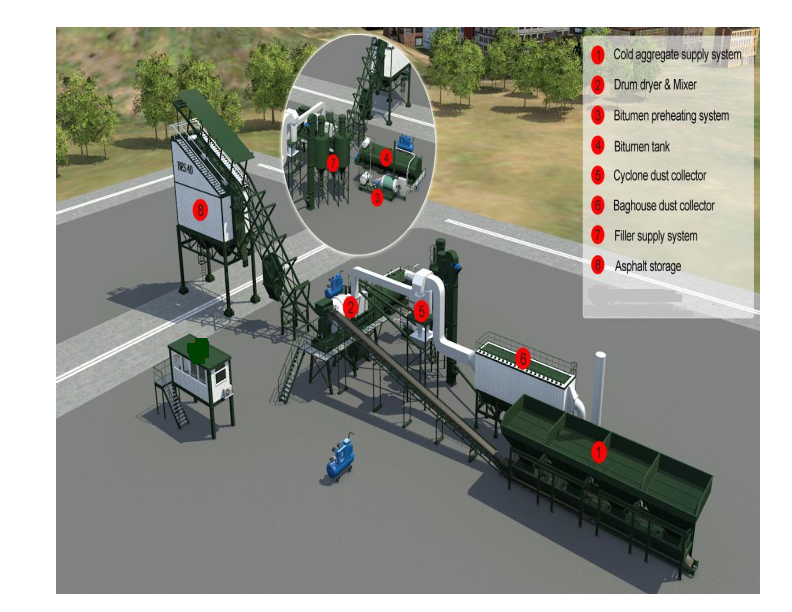 1 Cold aggregate supply system
2 Drum dryer & Mixer
3 Bitumen preheating system
4 Bitumen tank
5 Cyclone dust collector
6 Baghouse dust collector
7 Filler supply system
8 Asphalt storage
7
4
3
8
2
5
6
1